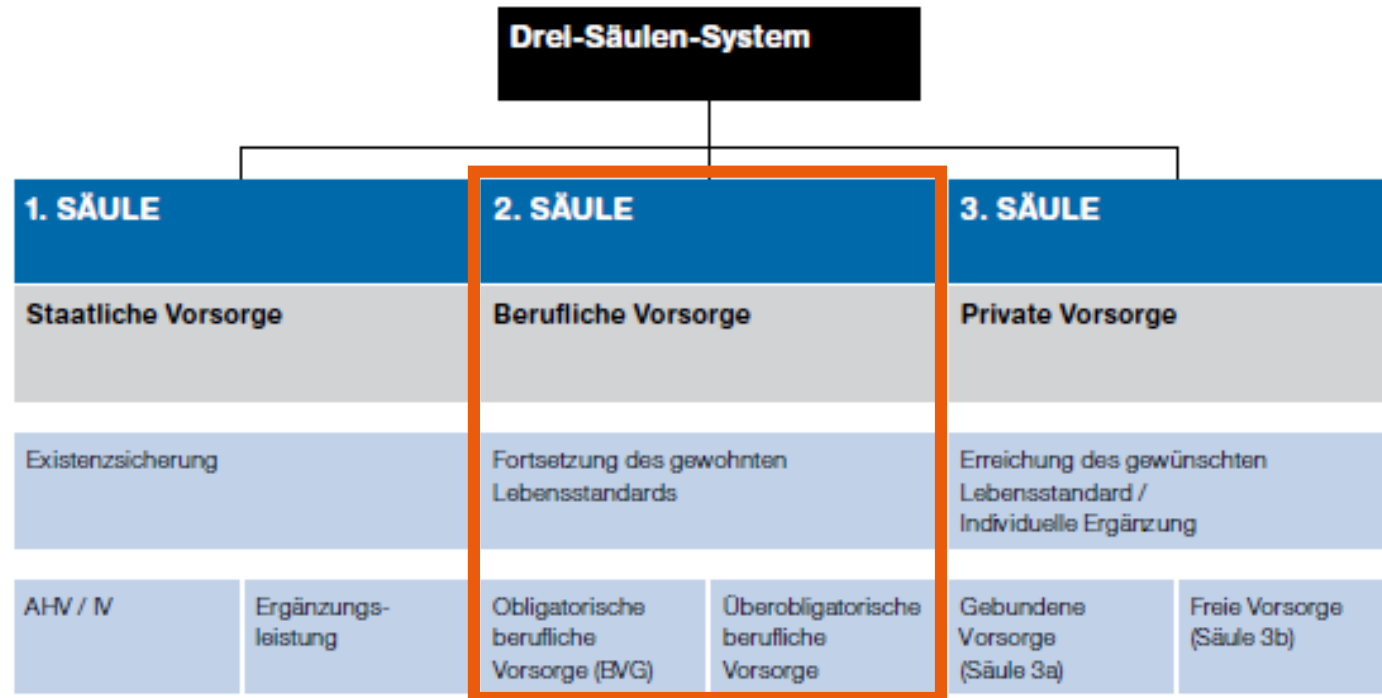 Drei-Säulen-System
1. SÄULE
2. SÄULE
3. SÄULE
Staatliche Vorsorge
Berufliche Vorsorge
Private Vorsorge
Existenzsicherung
Fortsetzung des gewohnten
Lebensstandards
Erreichung des gewünschten
Lebensstandard /
Individuelle Ergänzung
AHV / IV
Ergänzungs-
leistung
Obligatorische
berufliche
Vorsorge (BVG)
Überobligatorische
berufliche
Vorsorge
Gebundene
Vorsorge
(Säule 3a)
Freie Vorsorge
(Säule 3b)